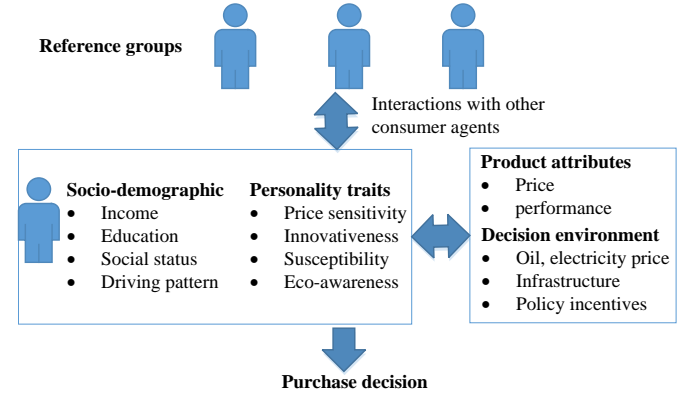 Reference groups
Interactions with other
consumer agents
Socio-demographic
• Income
• Education
• Social status
• Driving pattern
Personality traits
• Price sensitivity
• Innovativeness
• Susceptibility
• Eco-awareness
Product attributes
• Price
• performance
Decision environment
• Oil, electricity price
• Infrastructure
• Policy incentives
Purchase decision